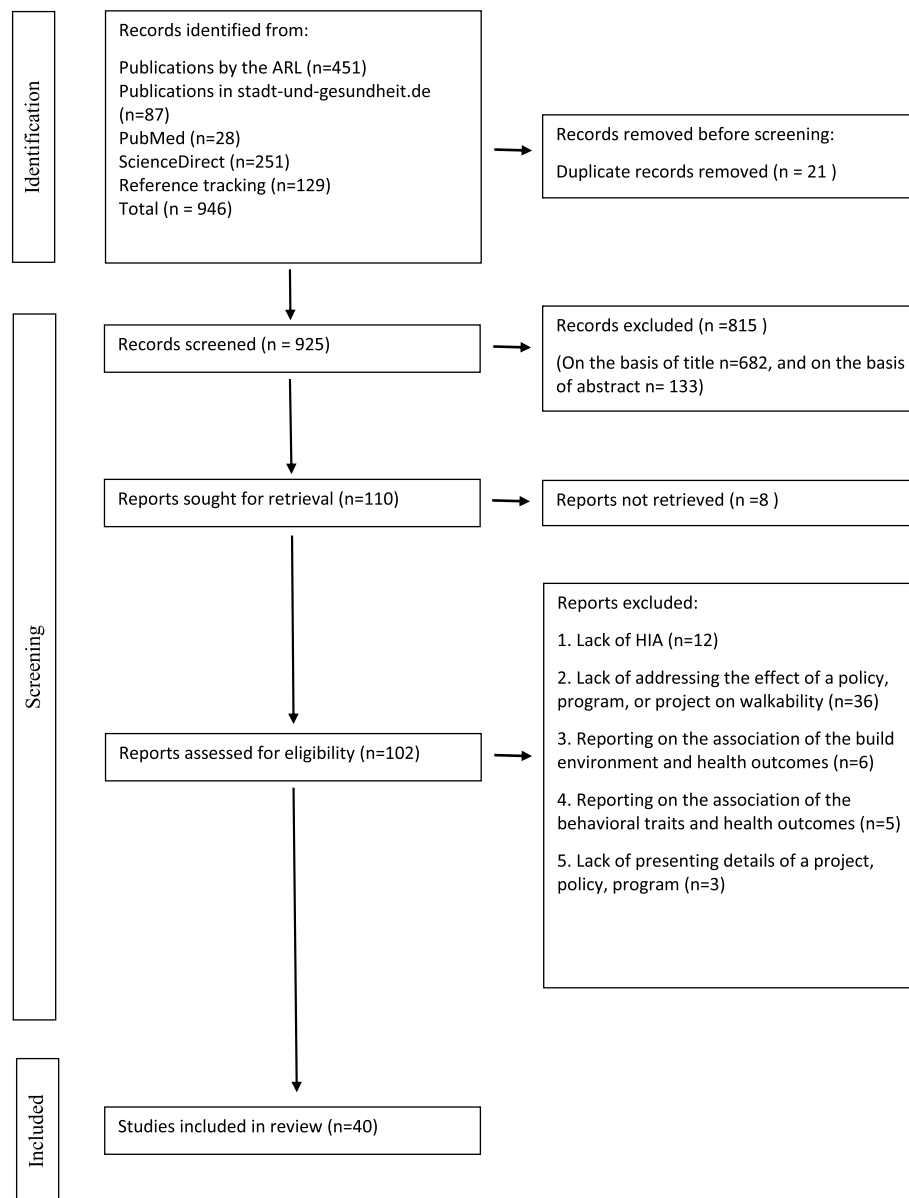 Identification
Records identified from:
Publications by the ARL (n=451)
Publications in stadt-und-gesundheit.de
(n=87)
PubMed (n=28)
ScienceDirect (n=251)
Reference tracking (n=129)
Total (n = 946)
Records removed before screening:
Duplicate records removed (n = 21 )
Screening
Records screened (n = 925)
Records excluded (n =815 )
(On the basis of title n=682, and on the basis
of abstract n= 133)
Reports sought for retrieval (n=110)
Reports not retrieved (n =8 )
Reports assessed for eligibility (n=102)
Reports excluded:
1. Lack of HIA (n=12)
2. Lack of addressing the effect of a policy,
program, or project on walkability (n=36)
3. Reporting on the association of the build
environment and health outcomes (n=6)
4. Reporting on the association of the
behavioral traits and health outcomes (n=5)
5. Lack of presenting details of a project,
policy, program (n=3)
Included
Studies included in review (n=40)